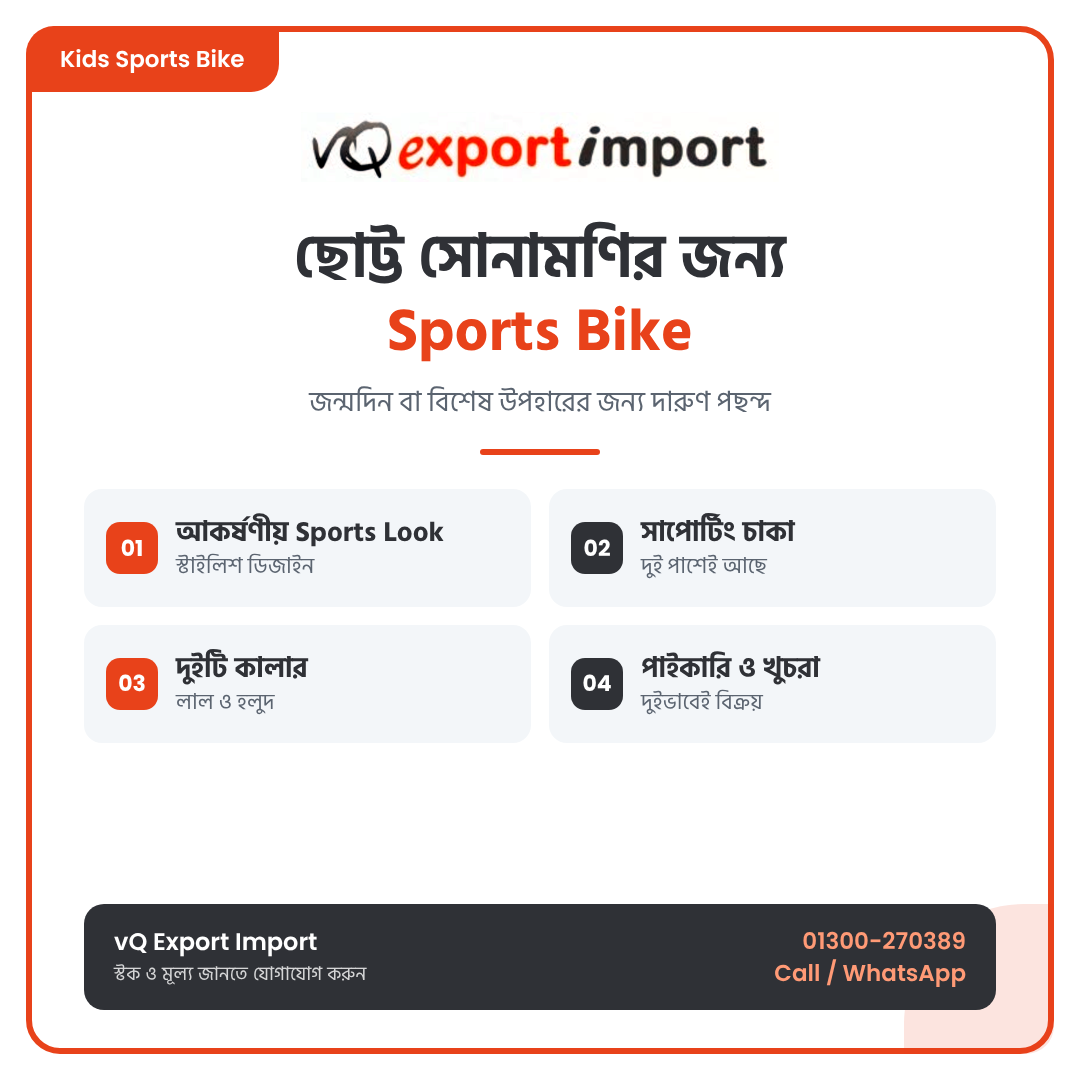 Kids Sports Bike
vQ export import
ছোট্ট সোনামণির জন্য
Sports Bike
জন্মদিন বা বিশেষ উপহারের জন্য দারুণ পছন্দ
01
আকর্ষণীয় Sports Look
স্টাইলিশ ডিজাইন
02
সাপোর্টিং চাকা
দুই পাশেই আছে
03
দুইটি কালার
লাল ও হলুদ
04
পাইকারি ও খুচরা
দুইভাবেই বিক্রয়
vQ Export Import
স্টক ও মূল্য জানতে যোগাযোগ করুন
01300-270389
Call / WhatsApp